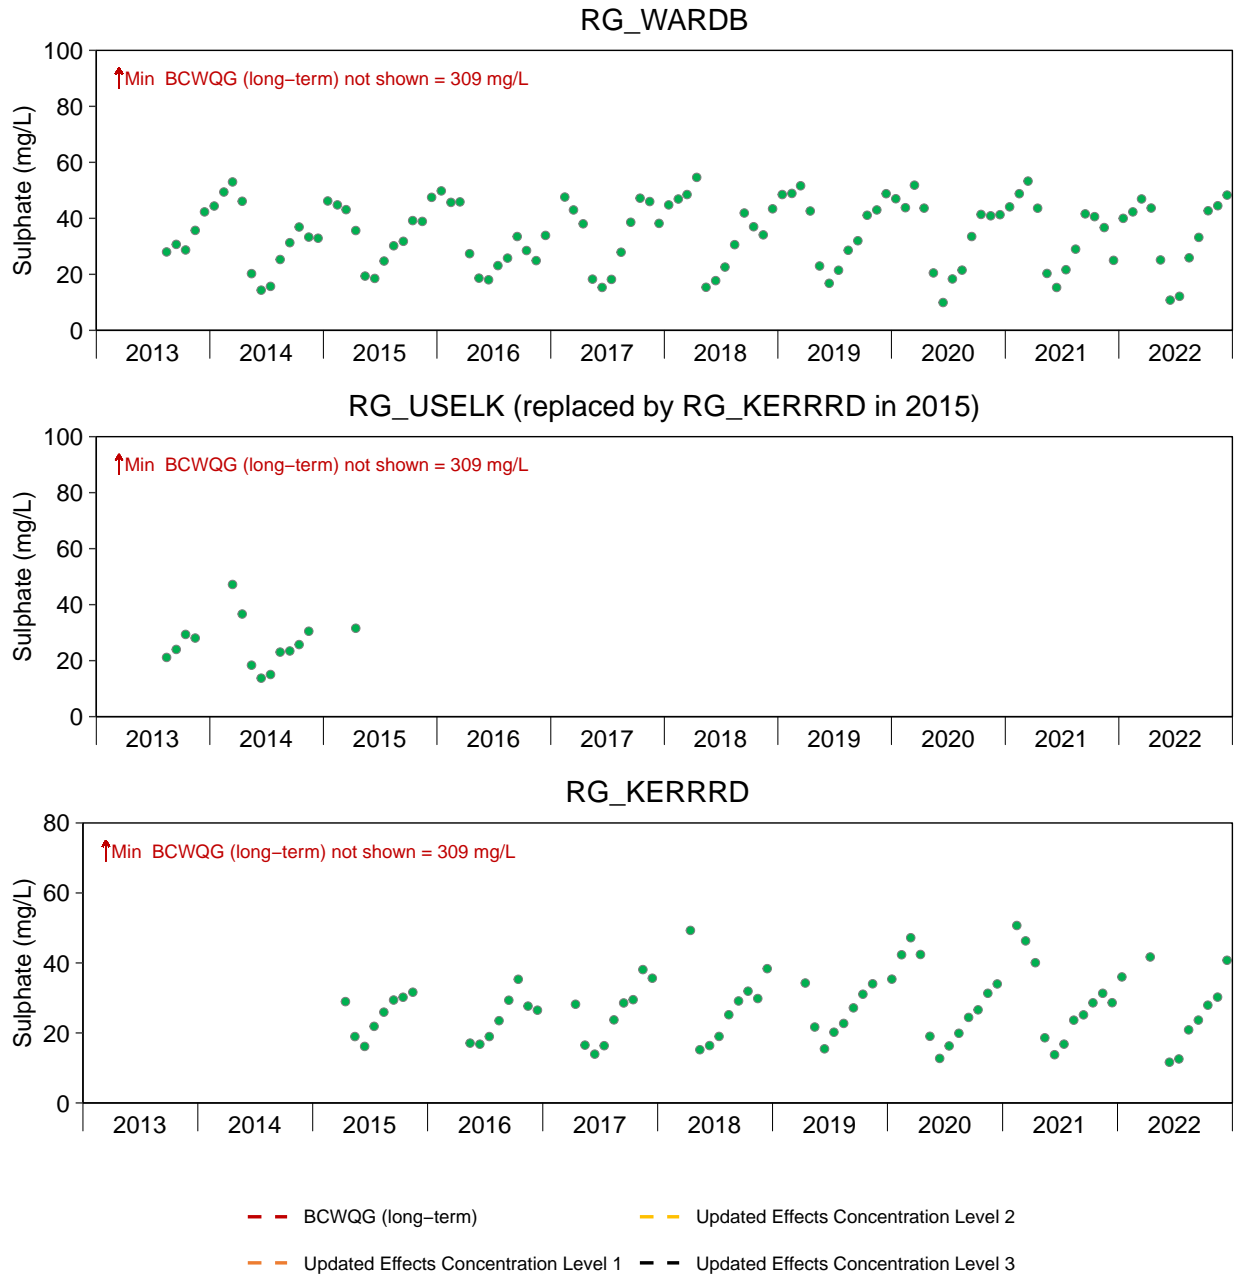 RG_WARDB
100
Min  BCWQG (long−term) not shown = 309 mg/L
80
60
40
20
0
Sulphate (mg/L)
2013 2014 2015 2016 2017 2018 2019 2020 2021 2022
RG_USELK (replaced by RG_KERRRD in 2015)
100
Min  BCWQG (long−term) not shown = 309 mg/L
80
60
40
20
0
Sulphate (mg/L)
2013 2014 2015 2016 2017 2018 2019 2020 2021 2022
RG_KERRRD
80
Min  BCWQG (long−term) not shown = 309 mg/L
60
40
20
0
Sulphate (mg/L)
2013 2014 2015 2016 2017 2018 2019 2020 2021 2022
BCWQG (long−term)
Updated Effects Concentration Level 2
Updated Effects Concentration Level 1
Updated Effects Concentration Level 3